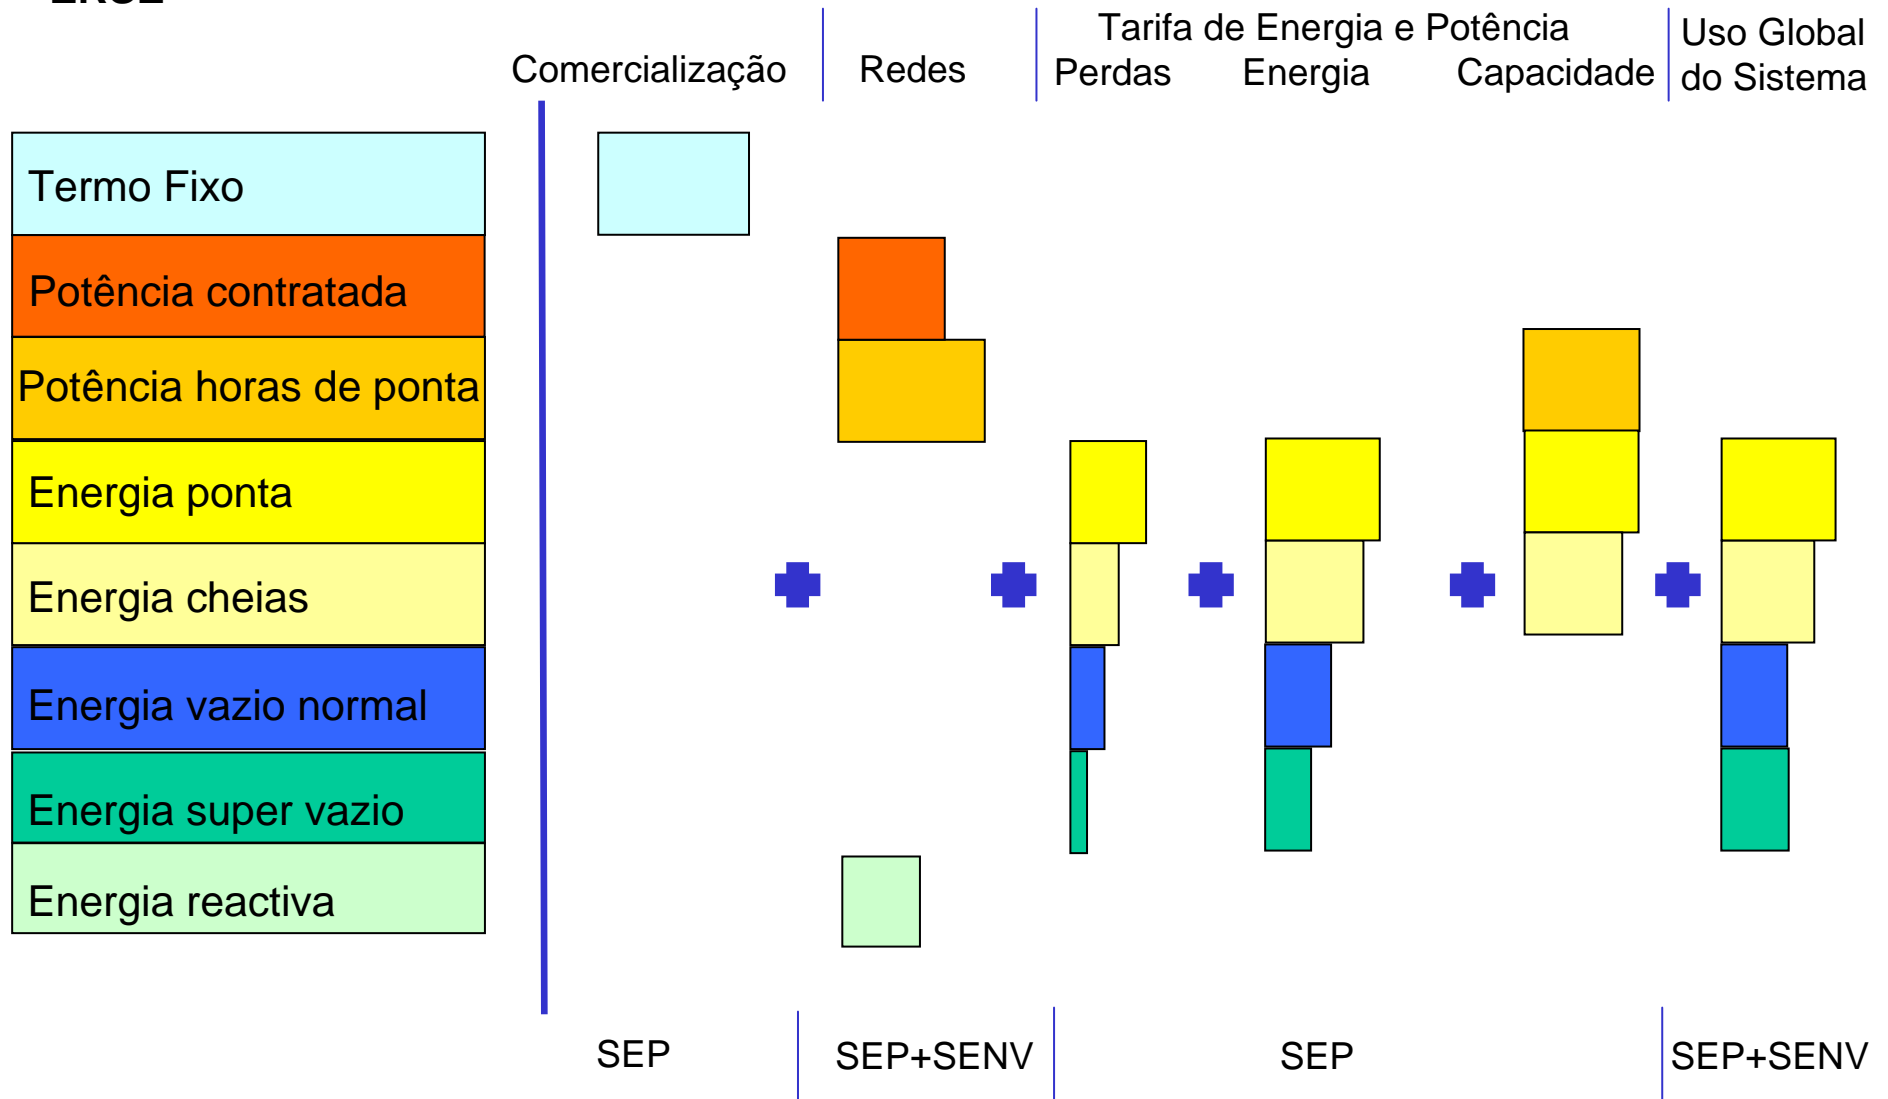 Tarifa de Energia e Potência
Uso Global
do Sistema
Comercialização
Redes
Perdas
Energia
Capacidade
Termo Fixo
Potência contratada
Potência horas de ponta
Energia ponta
Energia cheias
Energia vazio normal
Energia super vazio
Energia reactiva
SEP
SEP+SENV
SEP
SEP+SENV